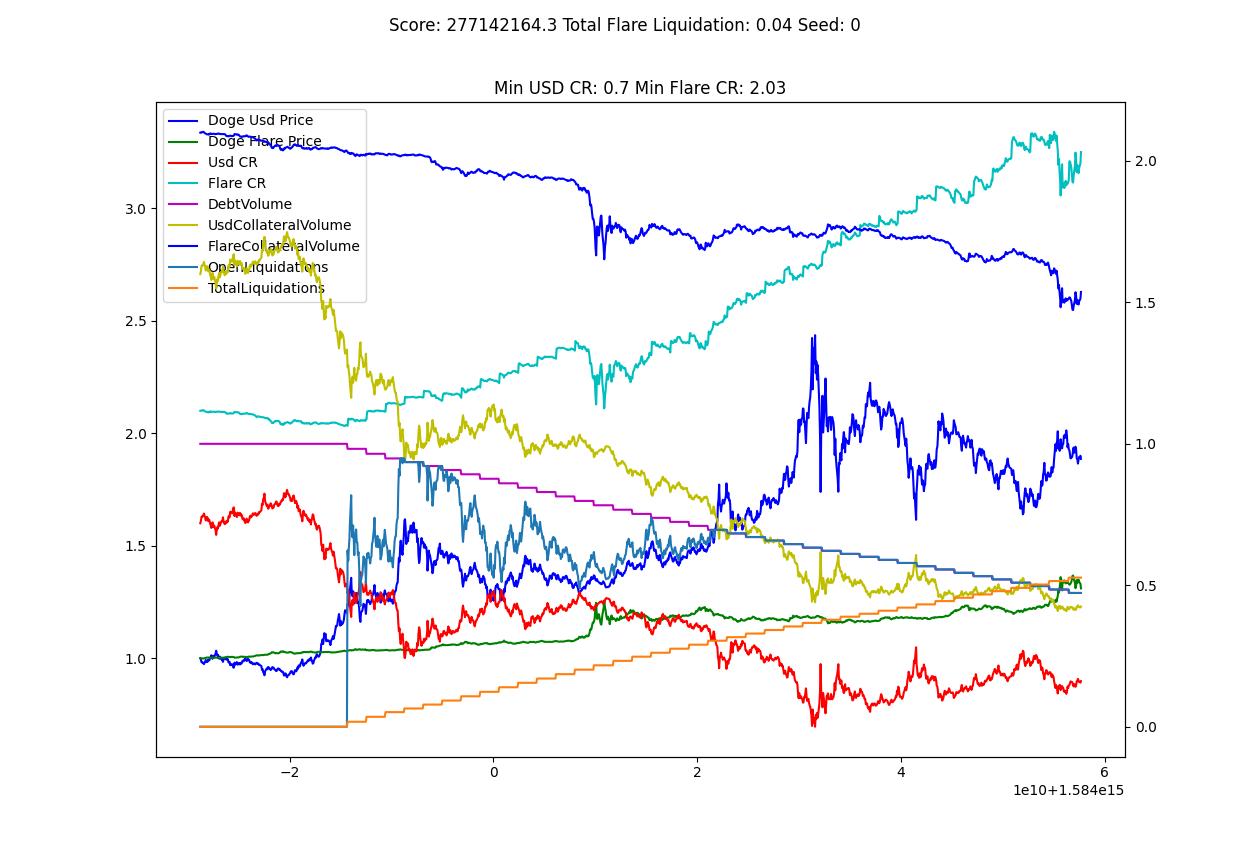 Score: 277142164.3 Total Flare Liquidation: 0.04 Seed: 0
Min USD CR: 0.7 Min Flare CR: 2.03
Doge Usd Price
Doge Flare Price
Usd CR
Flare CR
DebtVolume
UsdCollateralVolume
FlareCollateralVolume
OpenLiquidations
TotalLiquidations
3.0
2.5
2.0
1.5
1.0
2.0
1.5
1.0
0.5
0.0
−2
0
2
4
6
1e10+1.584e15